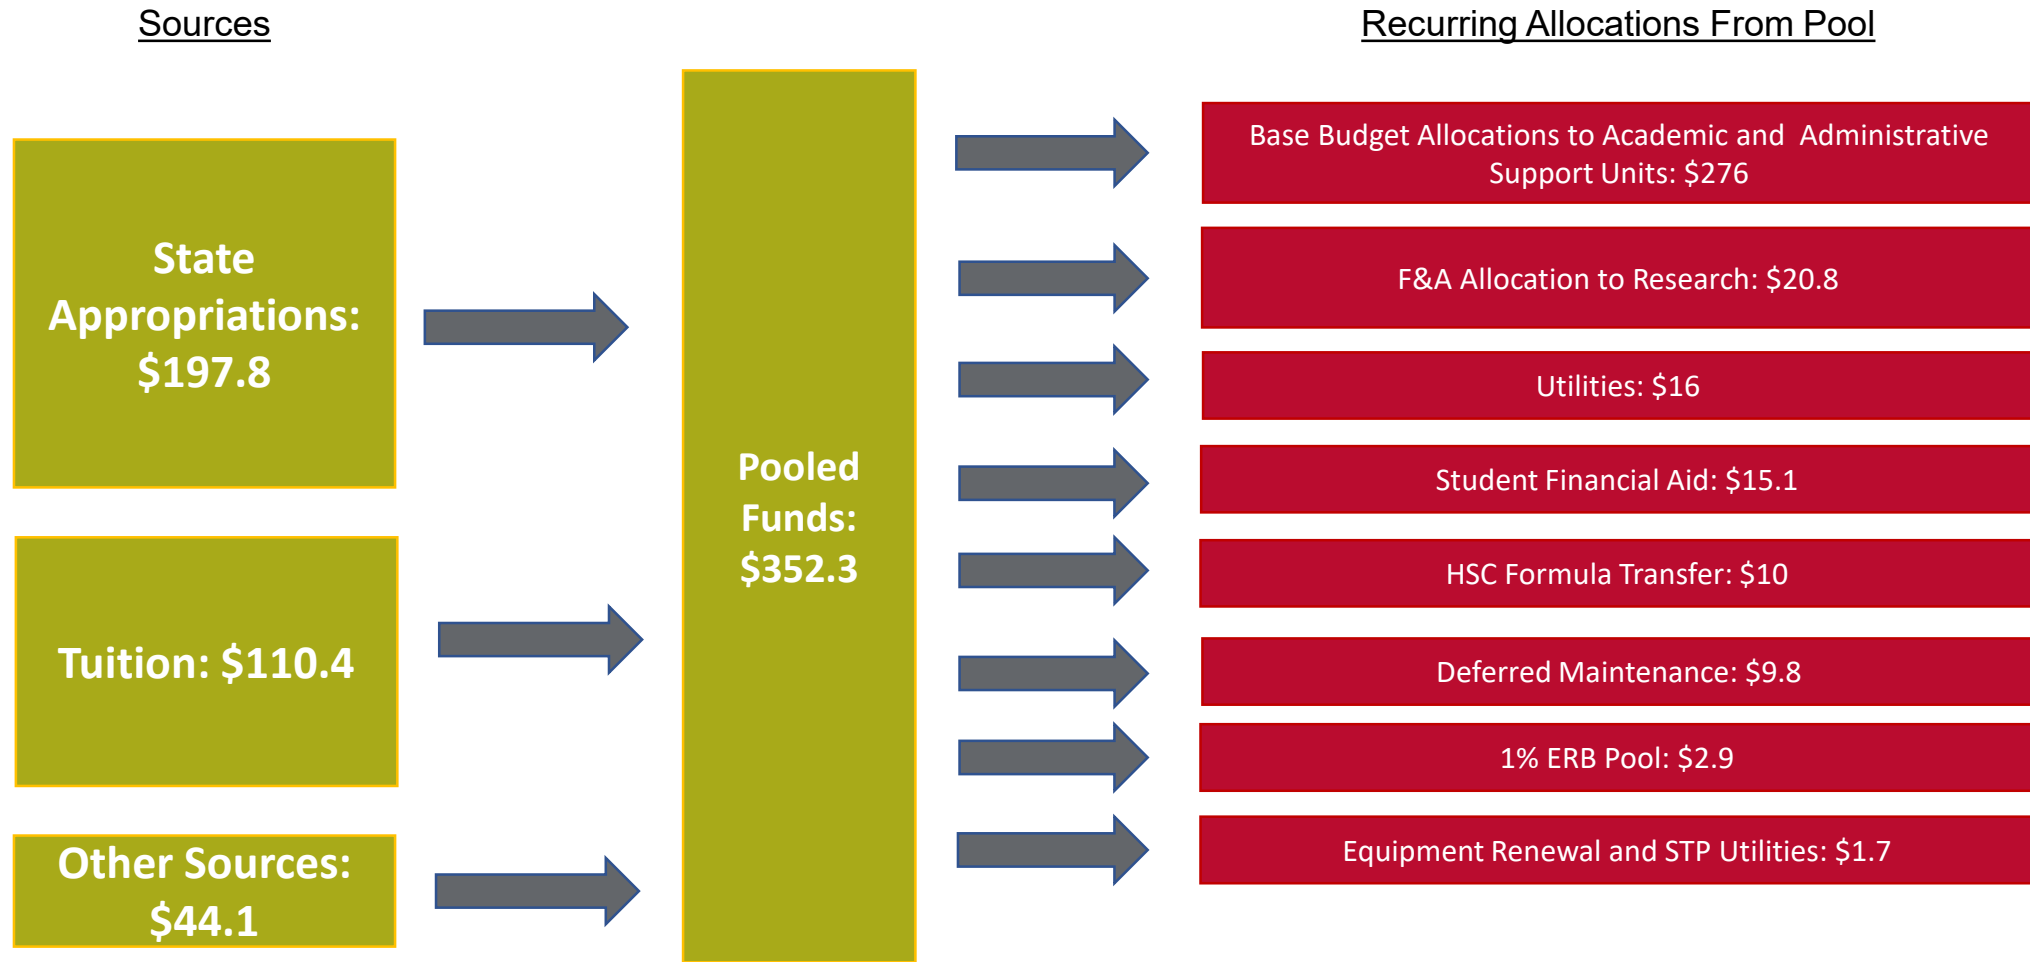 Sources
Recurring Allocations From Pool
State
Appropriations:
$197.8
Tuition: $110.4
Other Sources:
$44.1
Pooled
Funds:
$352.3
Base Budget Allocations to Academic and  Administrative
Support Units: $276
F&A Allocation to Research: $20.8
Utilities: $16
Student Financial Aid: $15.1
HSC Formula Transfer: $10
Deferred Maintenance: $9.8
1% ERB Pool: $2.9
Equipment Renewal and STP Utilities: $1.7